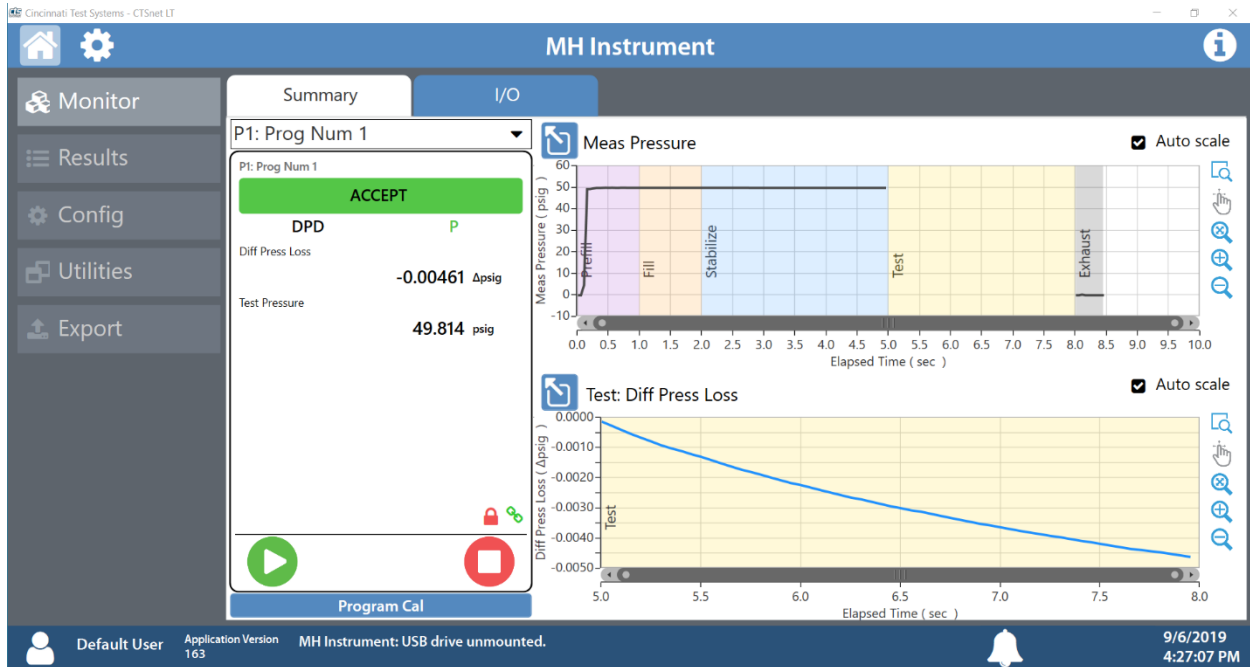 CTS Cincinnati Test Systems - CTSnet LT
MH Instrument
Monitor
Results
Config
Utilities
Export
Summary
I/O
P1: Prog Num 1
P1: Prog Num 1
ACCEPT
DPD P
Diff Press Loss
-0.00461 Δpsig
Test Pressure
49.814 psig
Program Cal
Meas Pressure
Auto scale
Meas Pressure ( psig )
60
50
40
30
20
10
0
-10
Prefill
Fill
Stabilize
Test
Exhaust
0.0 0.5 1.0 1.5 2.0 2.5 3.0 3.5 4.0 4.5 5.0 5.5 6.0 6.5 7.0 7.5 8.0 8.5 9.0 9.5 10.0
Elapsed Time ( sec )
Test: Diff Press Loss
Auto scale
Diff Press Loss ( Δpsig )
0.0000
-0.0010
-0.0020
-0.0030
-0.0040
-0.0050
Test
5.0 5.5 6.0 6.5 7.0 7.5 8.0
Elapsed Time ( sec )
Default User
Application Version
163
MH Instrument: USB drive unmounted.
9/6/2019
4:27:07 PM